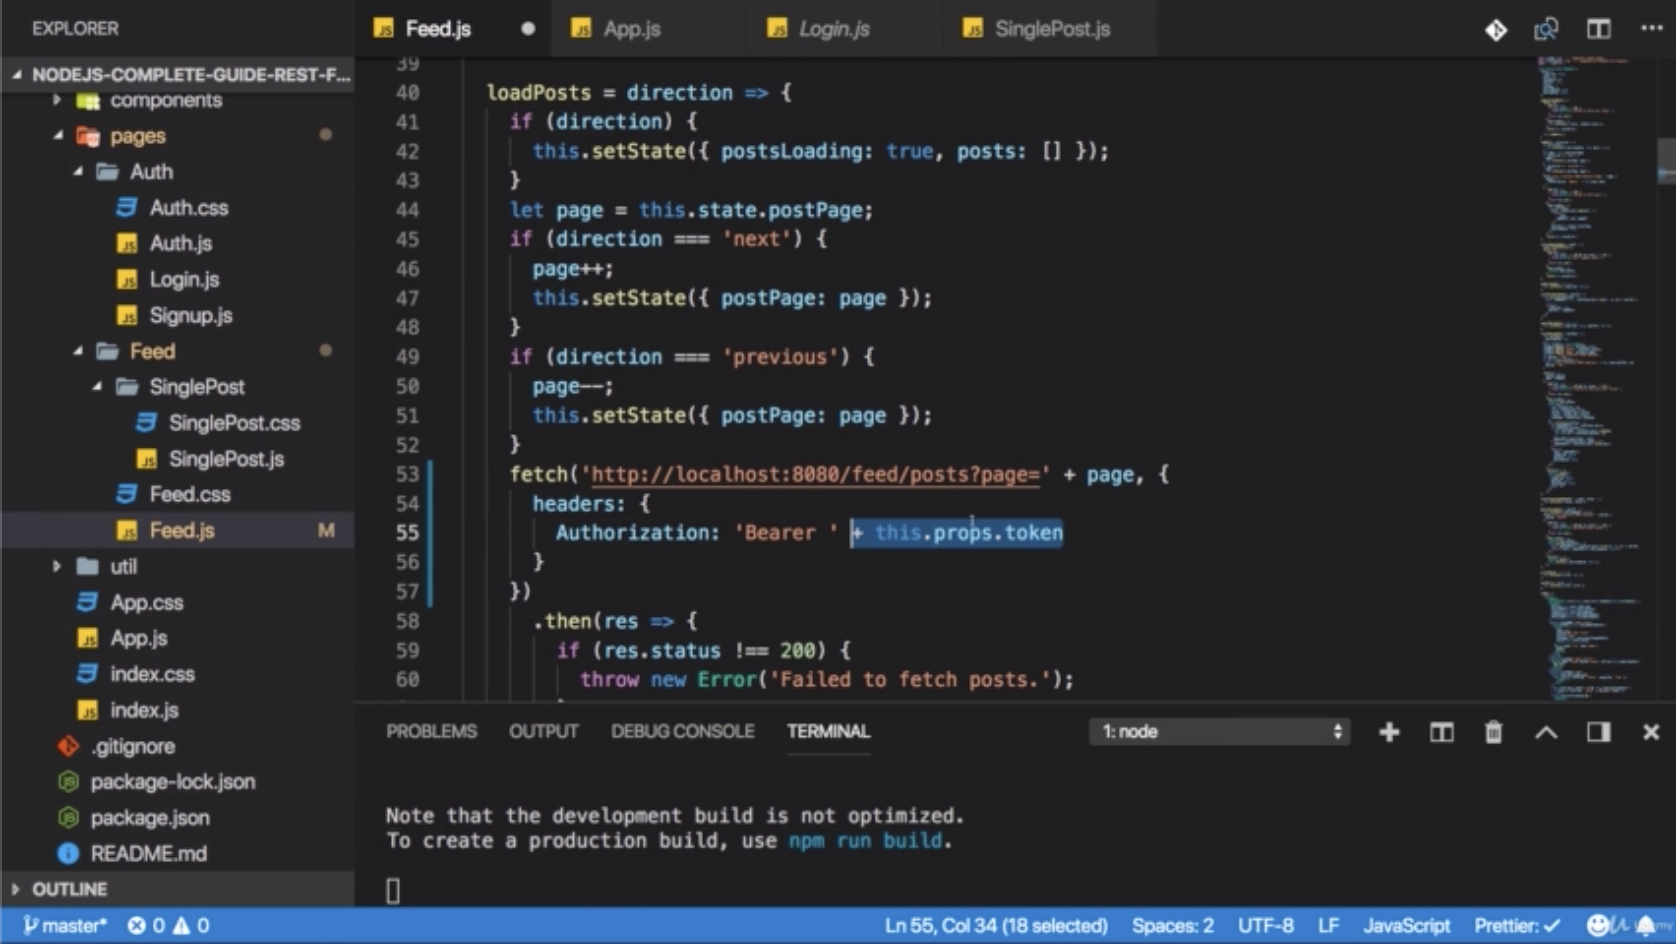 EXPLORER
Feed.js
App.js
Login.js
SinglePost.js
NODEJS-COMPLETE-GUIDE-REST-F...
components
pages
Auth
Auth.css
Auth.js
Login.js
Signup.js
Feed
SinglePost
SinglePost.css
SinglePost.js
Feed.css
Feed.js M
util
App.css
App.js
index.css
index.js
.gitignore
package-lock.json
package.json
README.md
OUTLINE
39
40 loadPosts = direction => {
41 if (direction) {
42 this.setState({ postsLoading: true, posts: [] });
43 }
44 let page = this.state.postPage;
45 if (direction === 'next') {
46 page++;
47 this.setState({ postPage: page });
48 }
49 if (direction === 'previous') {
50 page--;
51 this.setState({ postPage: page });
52 }
53 fetch('http://localhost:8080/feed/posts?page=' + page, {
54 headers: {
55 Authorization: 'Bearer ' + this.props.token
56 }
57 })
58 .then(res => {
59 if (res.status !== 200) {
60 throw new Error('Failed to fetch posts.');
PROBLEMS OUTPUT DEBUG CONSOLE TERMINAL 1: node
Note that the development build is not optimized.
To create a production build, use npm run build.
master* 0 0 Ln 55, Col 34 (18 selected) Spaces: 2 UTF-8 LF JavaScript Prettier: ✓